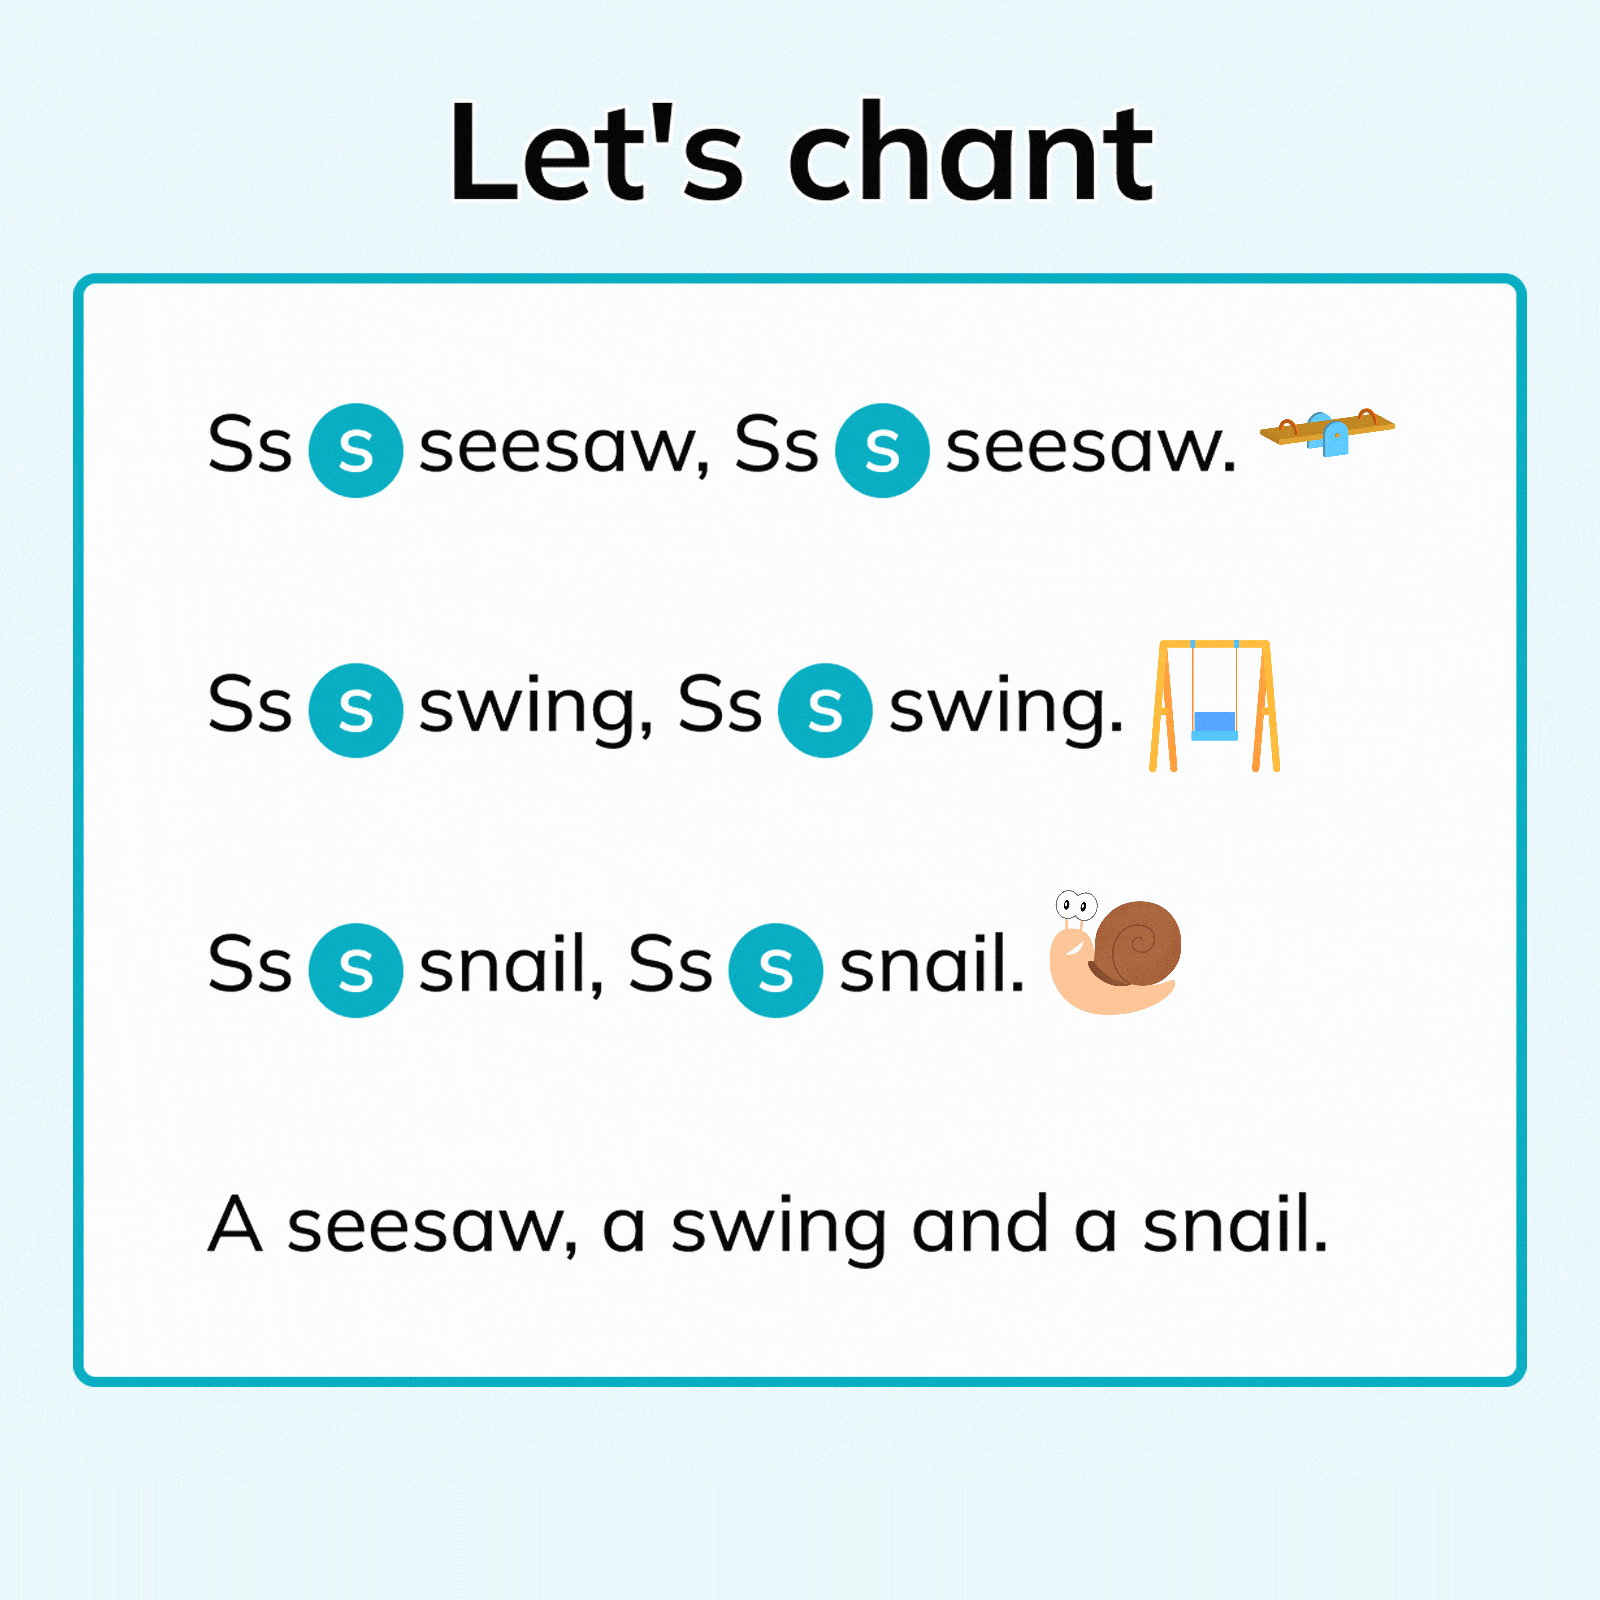 Let's chant
Ss s seesaw, Ss s seesaw.
Ss s swing, Ss s swing.
Ss s snail, Ss s snail.
A seesaw, a swing and a snail.